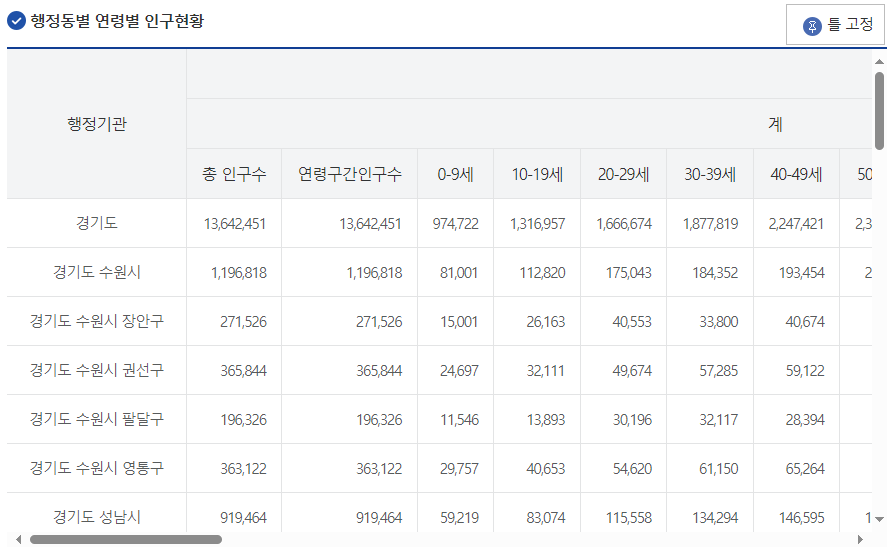 행정동별 연령별 인구현황
틀 고정
행정기관
계
총 인구수 연령구간인구수 0-9세 10-19세 20-29세 30-39세 40-49세 50
경기도 13,642,451 13,642,451 974,722 1,316,957 1,666,674 1,877,819 2,247,421 2,3
경기도 수원시 1,196,818 1,196,818 81,001 112,820 175,043 184,352 193,454 2
경기도 수원시 장안구 271,526 271,526 15,001 26,163 40,553 33,800 40,674
경기도 수원시 권선구 365,844 365,844 24,697 32,111 49,674 57,285 59,122
경기도 수원시 팔달구 196,326 196,326 11,546 13,893 30,196 32,117 28,394
경기도 수원시 영통구 363,122 363,122 29,757 40,653 54,620 61,150 65,264
경기도 성남시 919,464 919,464 59,219 83,074 115,558 134,294 146,595 1